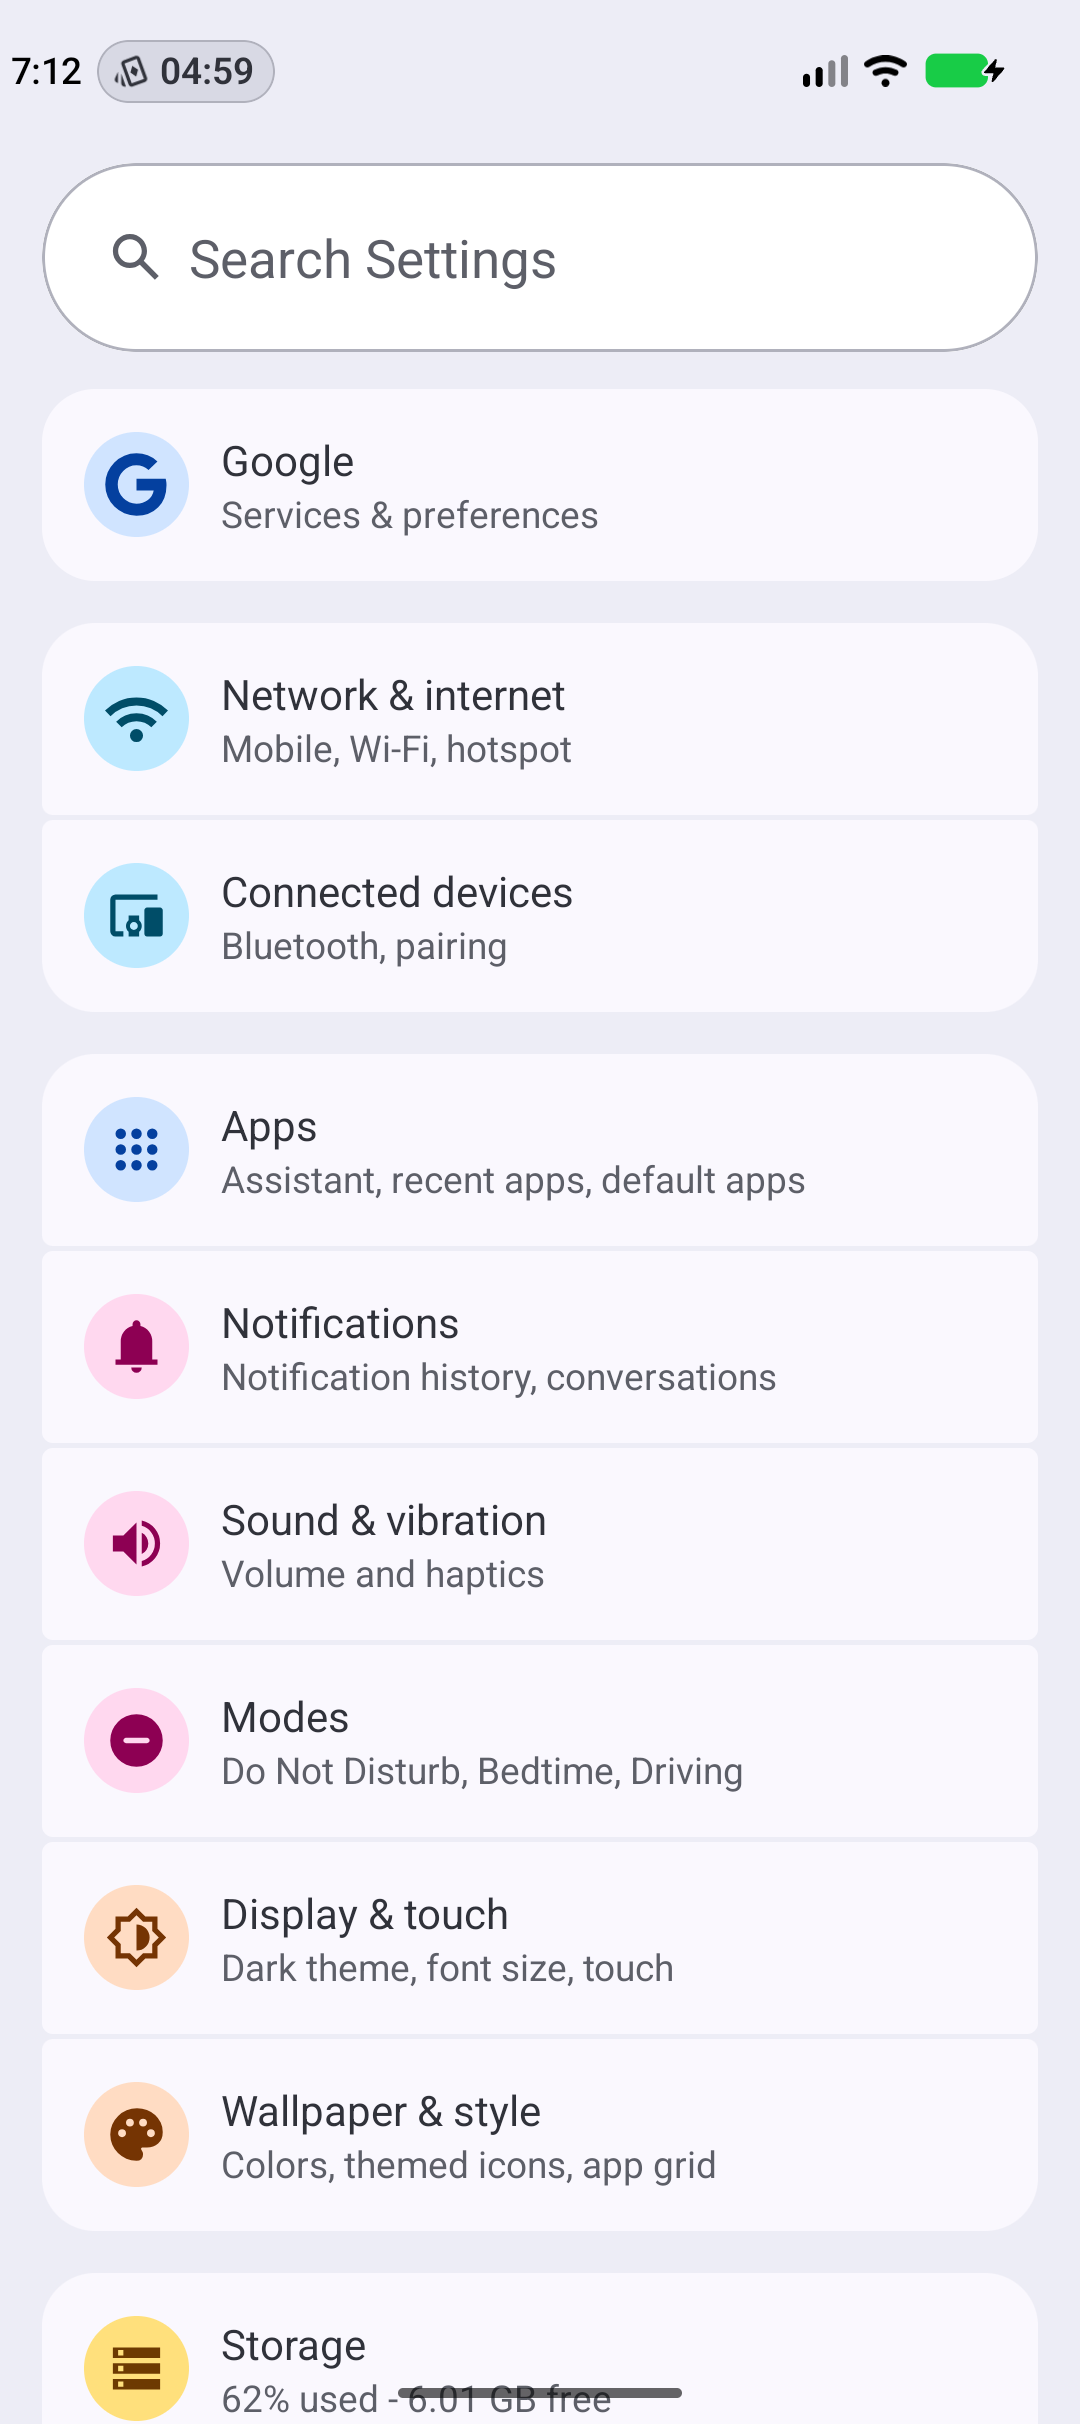 7:12 04:59
Search Settings
Google
Services & preferences
Network & internet
Mobile, Wi-Fi, hotspot
Connected devices
Bluetooth, pairing
Apps
Assistant, recent apps, default apps
Notifications
Notification history, conversations
Sound & vibration
Volume and haptics
Modes
Do Not Disturb, Bedtime, Driving
Display & touch
Dark theme, font size, touch
Wallpaper & style
Colors, themed icons, app grid
Storage
62% used - 6.01 GB free